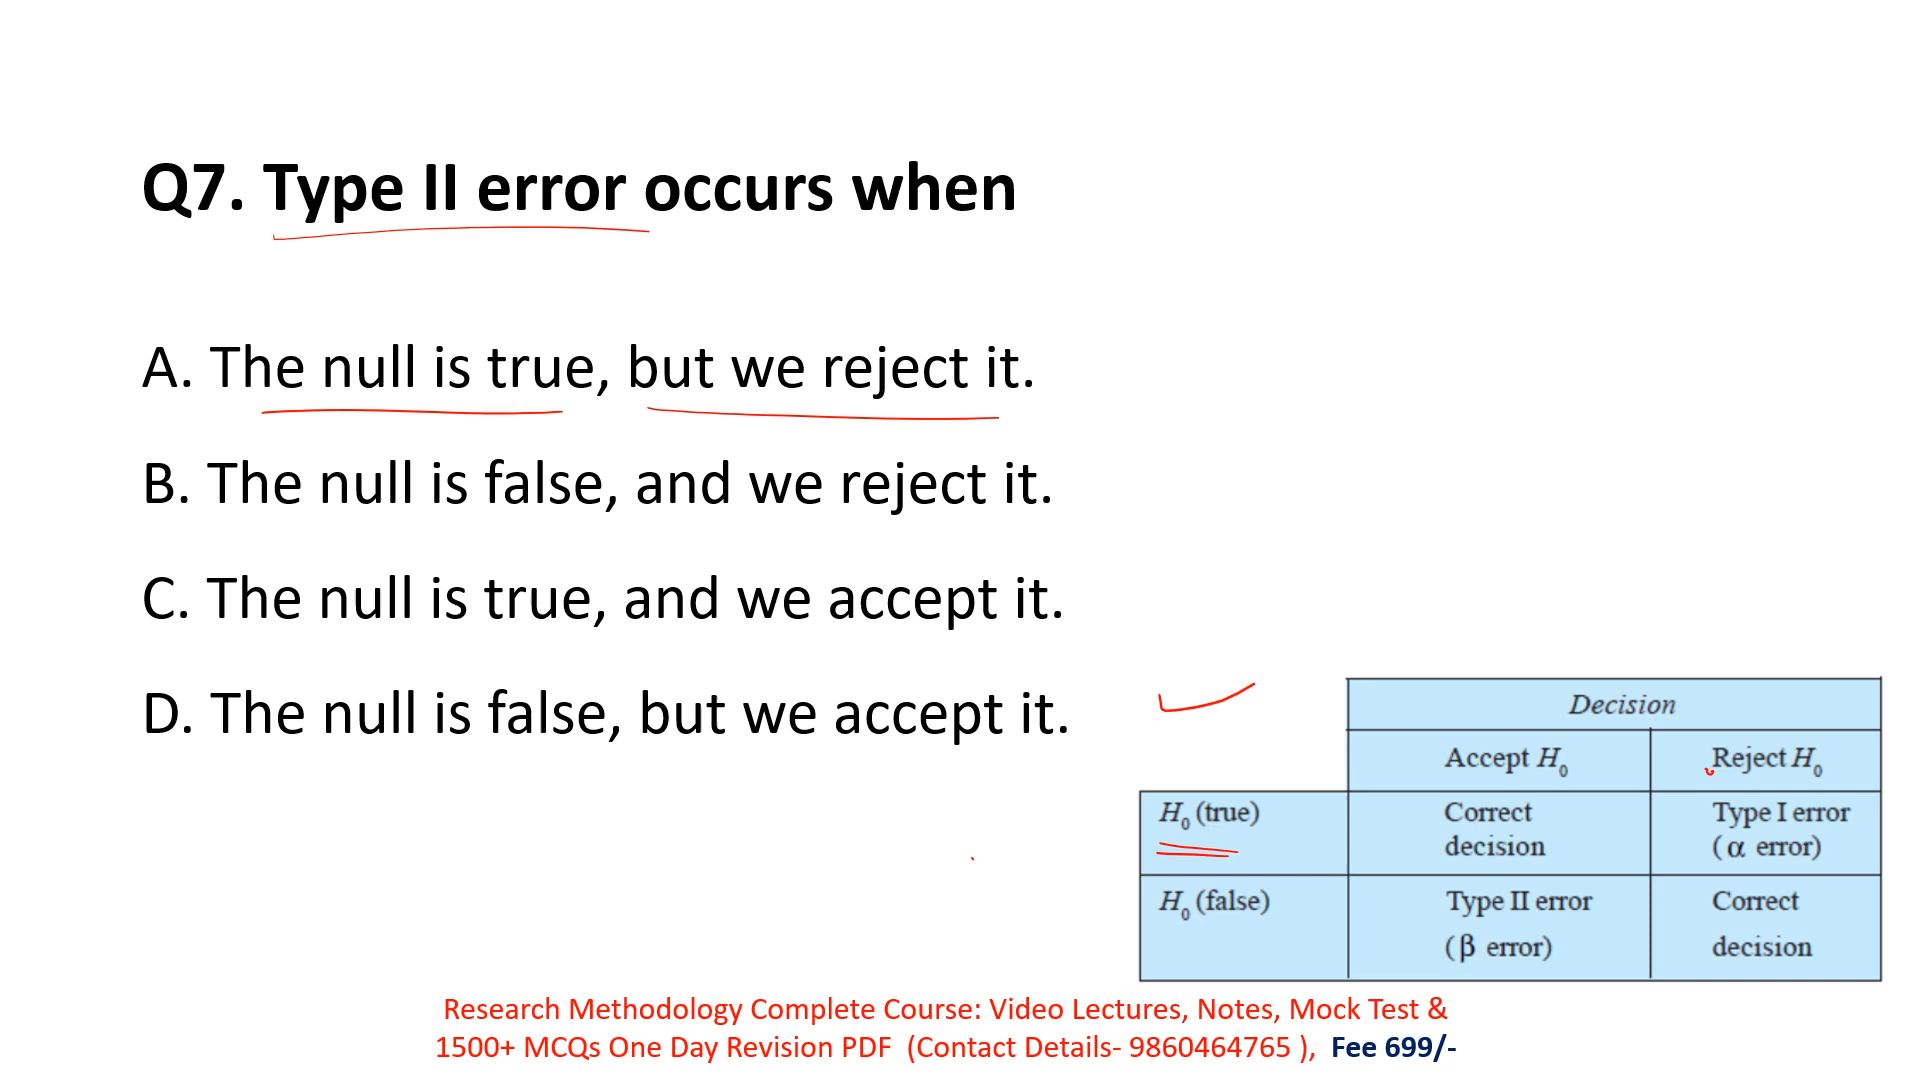 Q7. Type II error occurs when
A. The null is true, but we reject it.
B. The null is false, and we reject it.
C. The null is true, and we accept it.
D. The null is false, but we accept it.
Decision
Accept H₀ Reject H₀
H₀ (true) Correct decision Type I error (α error)
H₀ (false) Type II error (β error) Correct decision
Research Methodology Complete Course: Video Lectures, Notes, Mock Test &
1500+ MCQs One Day Revision PDF (Contact Details- 9860464765 ), Fee 699/-